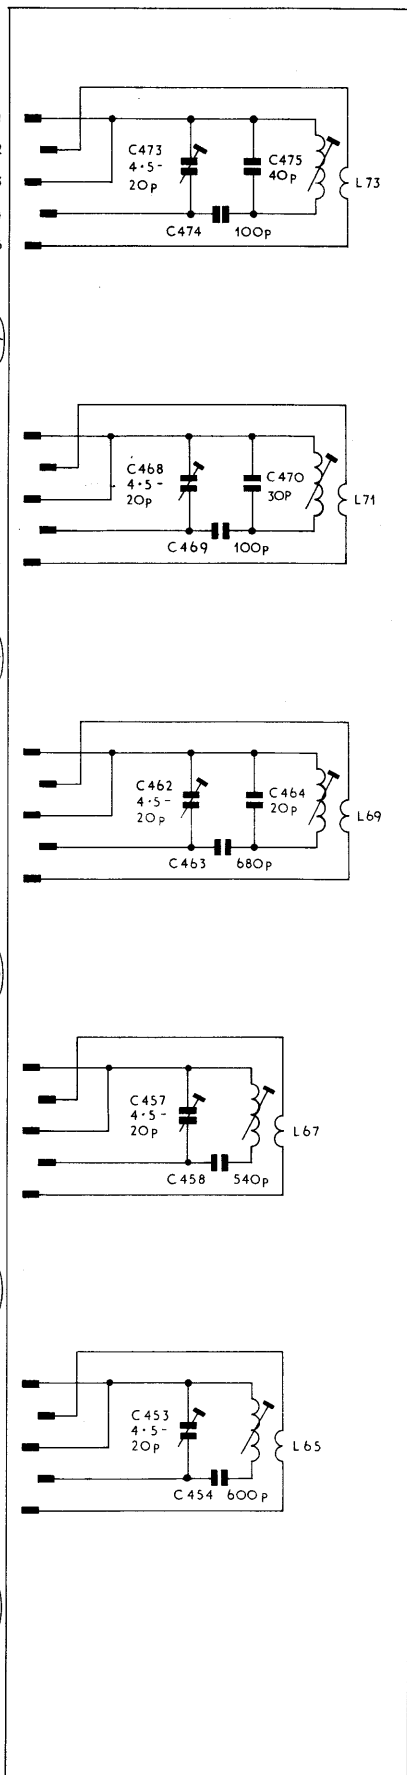 C473
4·5-
20p
C475
40p
L73
C474 100p
C468
4·5-
20p
C470
30P
L71
C469 100p
C462
4·5-
20p
C464
20p
L69
C463 680p
C457
4·5-
20p
L67
C458 540p
C453
4·5-
20p
L65
C454 600p